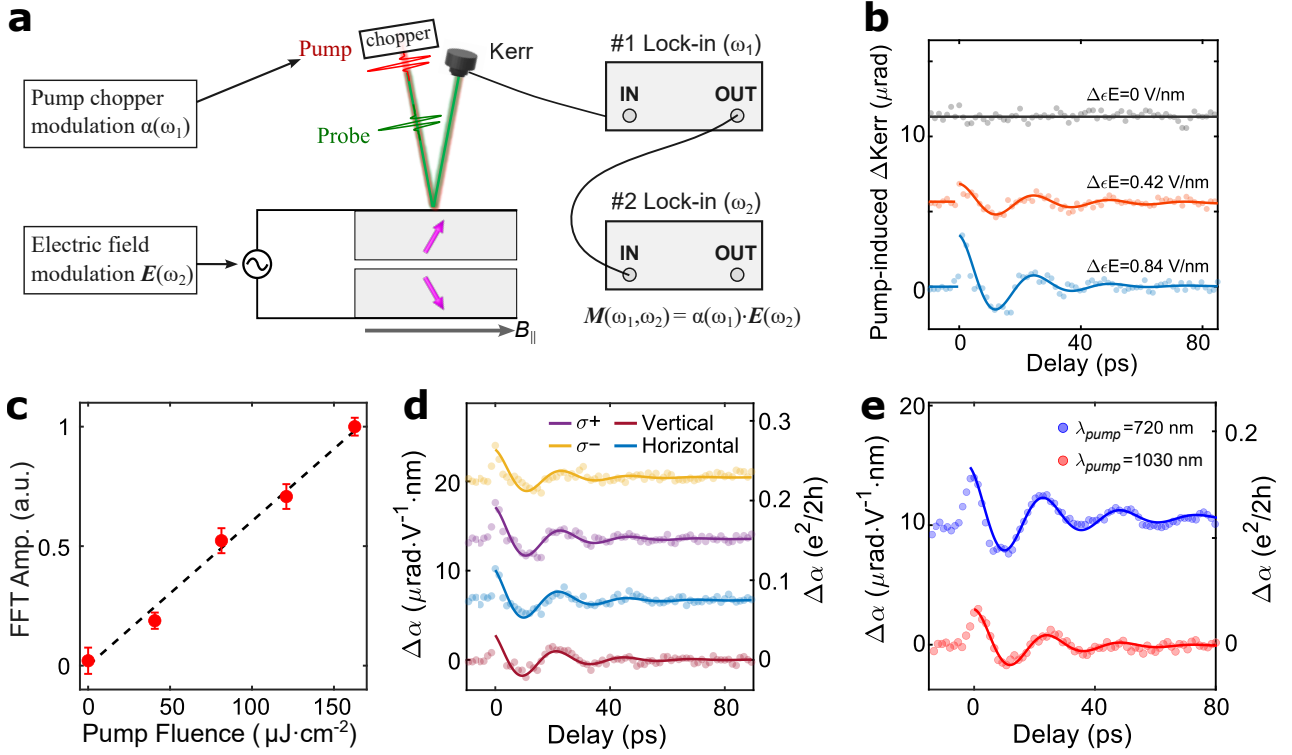 a
Pump chopper
modulation α(ω₁)
Pump
chopper
Kerr
Probe
Electric field
modulation E(ω₂)
B∥
#1 Lock-in (ω₁)
IN
OUT
#2 Lock-in (ω₂)
IN
OUT
M(ω₁,ω₂) = α(ω₁)·E(ω₂)
b
Pump-induced ΔKerr (μrad)
10
0
ΔϵE=0 V/nm
ΔϵE=0.42 V/nm
ΔϵE=0.84 V/nm
0
40
80
Delay (ps)
c
FFT Amp. (a.u.)
1
0.5
0
0
50
100
150
Pump Fluence (μJ·cm⁻²)
d
Δα (μrad·V⁻¹·nm)
20
10
0
σ+
Vertical
σ−
Horizontal
0.3
0.2
0.1
0
Δα (e²/2h)
0
40
80
Delay (ps)
e
Δα (μrad·V⁻¹·nm)
20
10
0
λpump=720 nm
λpump=1030 nm
0.2
0
Δα (e²/2h)
0
20
40
60
80
Delay (ps)